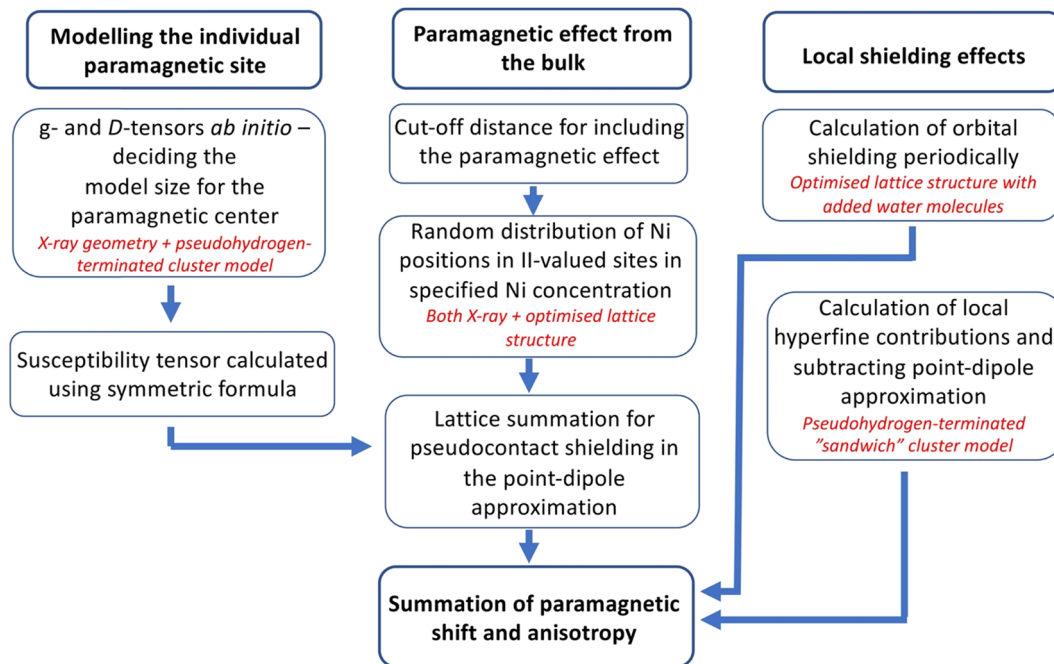 Modelling the individual
paramagnetic site
g- and D-tensors ab initio –
deciding the
model size for the
paramagnetic center
X-ray geometry + pseudohydrogen-
terminated cluster model
Susceptibility tensor calculated
using symmetric formula
Paramagnetic effect from
the bulk
Cut-off distance for including
the paramagnetic effect
Random distribution of Ni
positions in II-valued sites in
specified Ni concentration
Both X-ray + optimised lattice
structure
Lattice summation for
pseudocontact shielding in
the point-dipole
approximation
Summation of paramagnetic
shift and anisotropy
Local shielding effects
Calculation of orbital
shielding periodically
Optimised lattice structure with
added water molecules
Calculation of local
hyperfine contributions and
subtracting point-dipole
approximation
Pseudohydrogen-terminated
”sandwich” cluster model